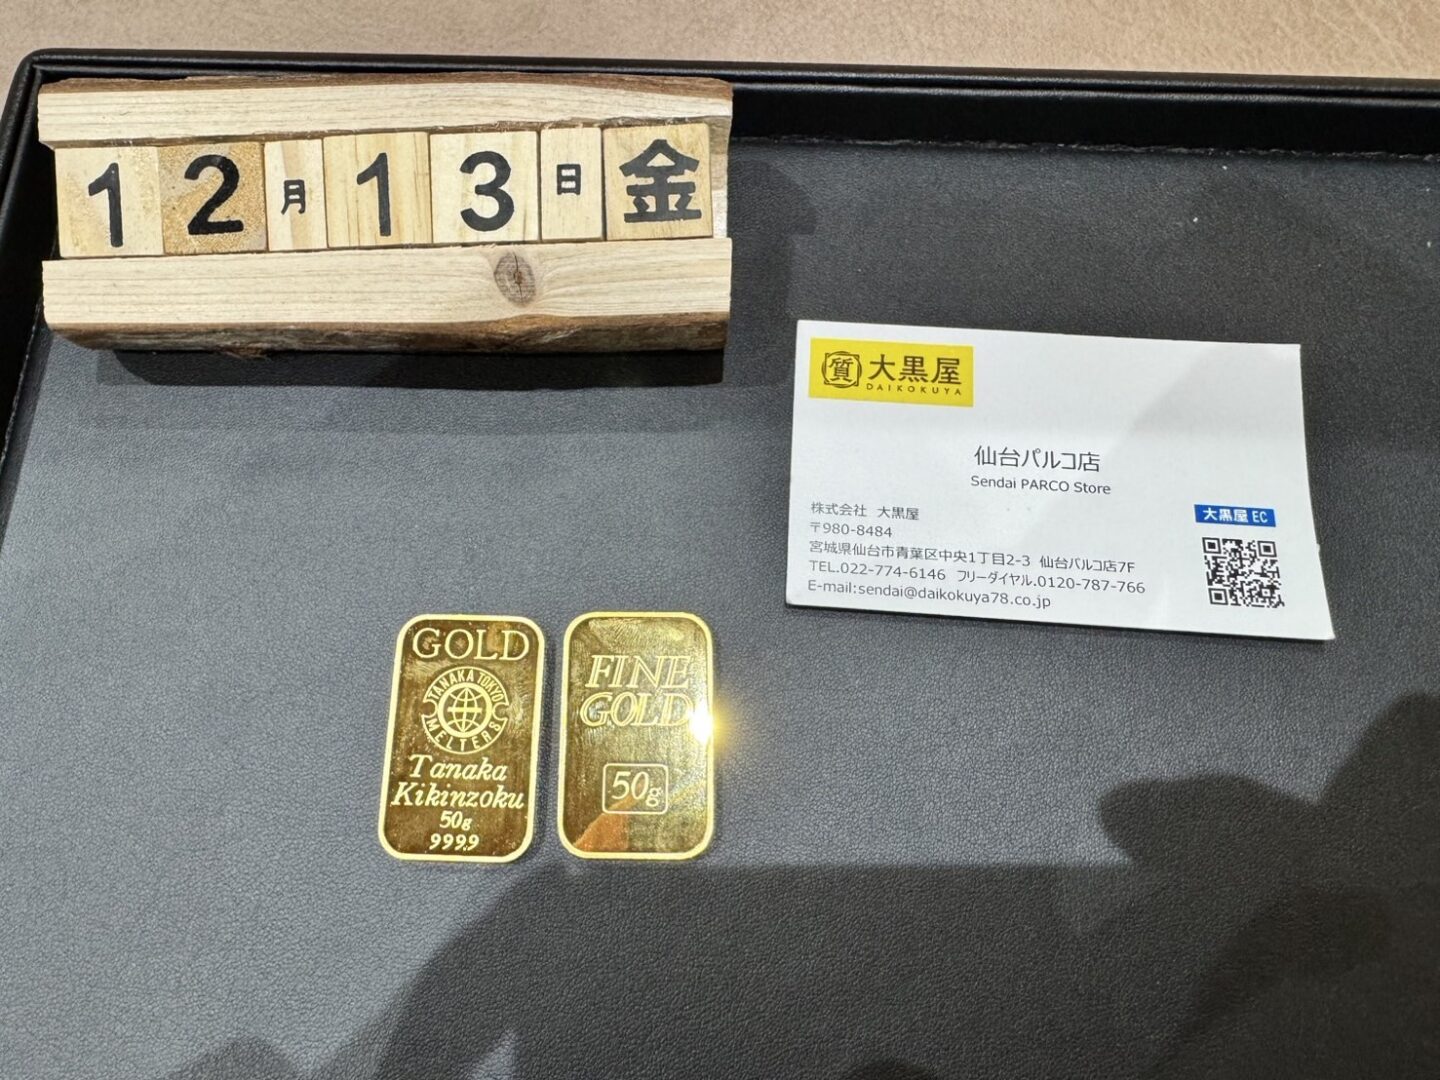 12月13日金
質 大黒屋
DAIKOKUYA
仙台パルコ店
Sendai PARCO Store
株式会社 大黒屋
〒980-8484
宮城県仙台市青葉区中央1丁目2-3 仙台パルコ店7F
TEL.022-774-6146 フリーダイヤル.0120-787-766
E-mail:sendai@daikokuya78.co.jp
大黒屋 EC
GOLD
TANAKA TOKYO
MELTERS
Tanaka
Kikinzoku
50g
999.9
FINE
GOLD
50g